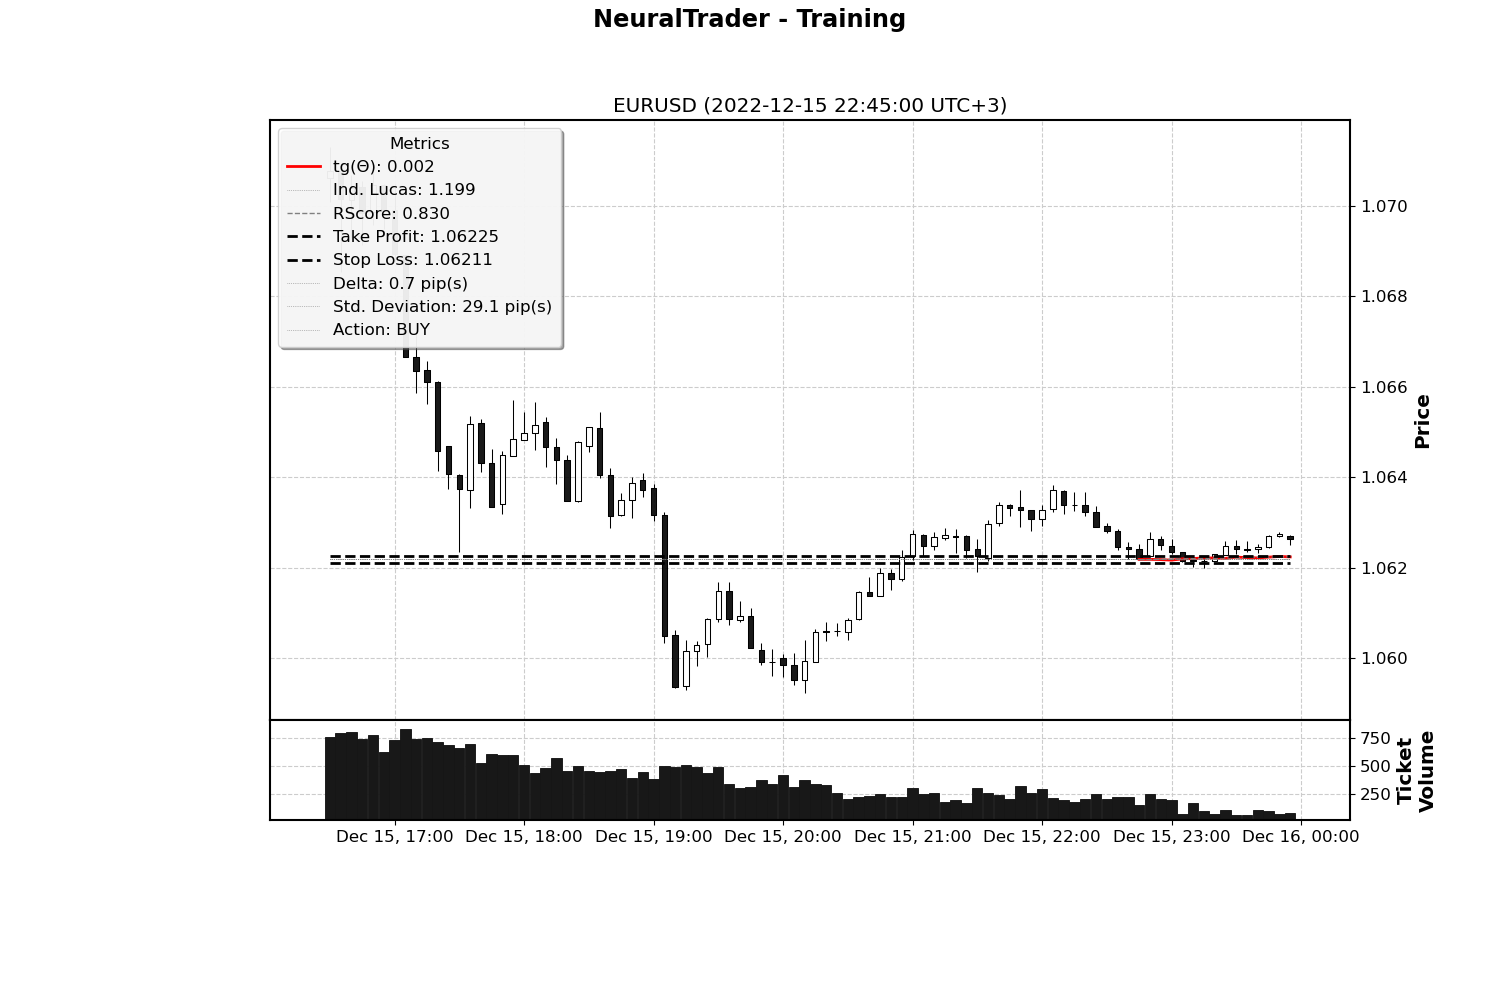 NeuralTrader - Training
EURUSD (2022-12-15 22:45:00 UTC+3)
Metrics
tg(Θ): 0.002
Ind. Lucas: 1.199
RScore: 0.830
Take Profit: 1.06225
Stop Loss: 1.06211
Delta: 0.7 pip(s)
Std. Deviation: 29.1 pip(s)
Action: BUY
1.070
1.068
1.066
1.064
1.062
1.060
Price
750
500
250
Ticket
Volume
Dec 15, 17:00 Dec 15, 18:00 Dec 15, 19:00 Dec 15, 20:00 Dec 15, 21:00 Dec 15, 22:00 Dec 15, 23:00 Dec 16, 00:00